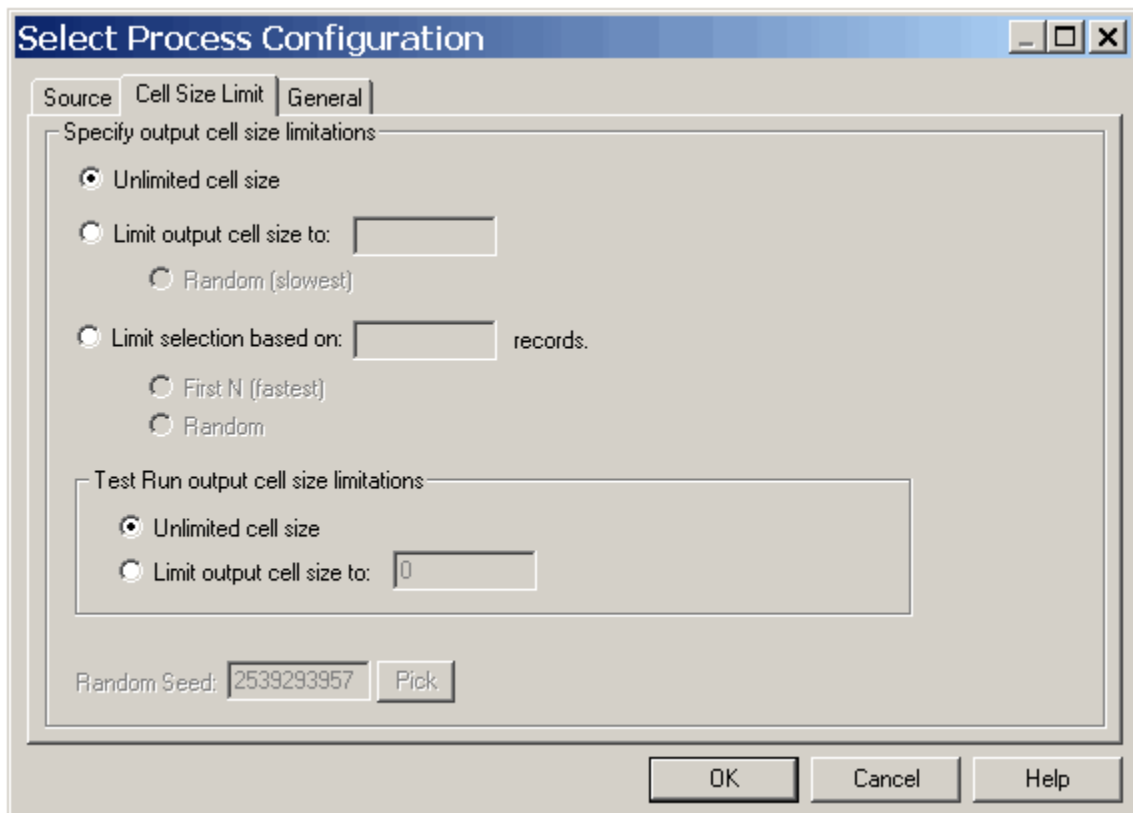 Select Process Configuration
Source Cell Size Limit General
Specify output cell size limitations
Unlimited cell size
Limit output cell size to:
Random (slowest)
Limit selection based on: records.
First N (fastest)
Random
Test Run output cell size limitations
Unlimited cell size
Limit output cell size to: 0
Random Seed: 2539293957 Pick
OK Cancel Help